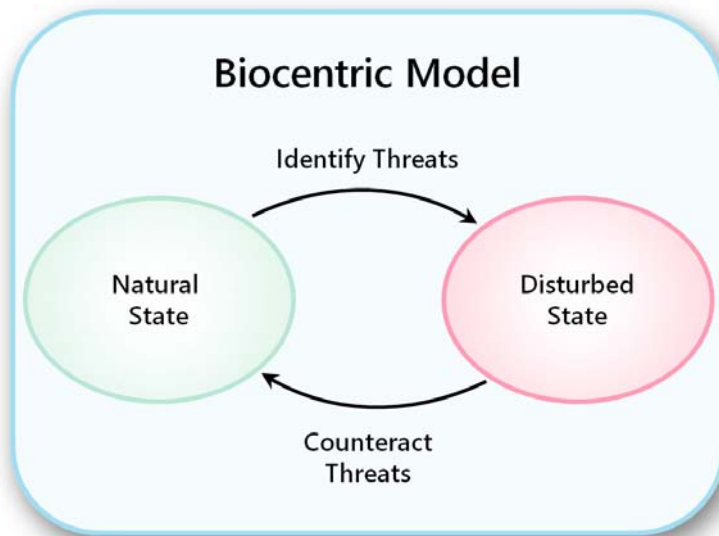 Biocentric Model
Identify Threats
Natural
State
Disturbed
State
Counteract
Threats